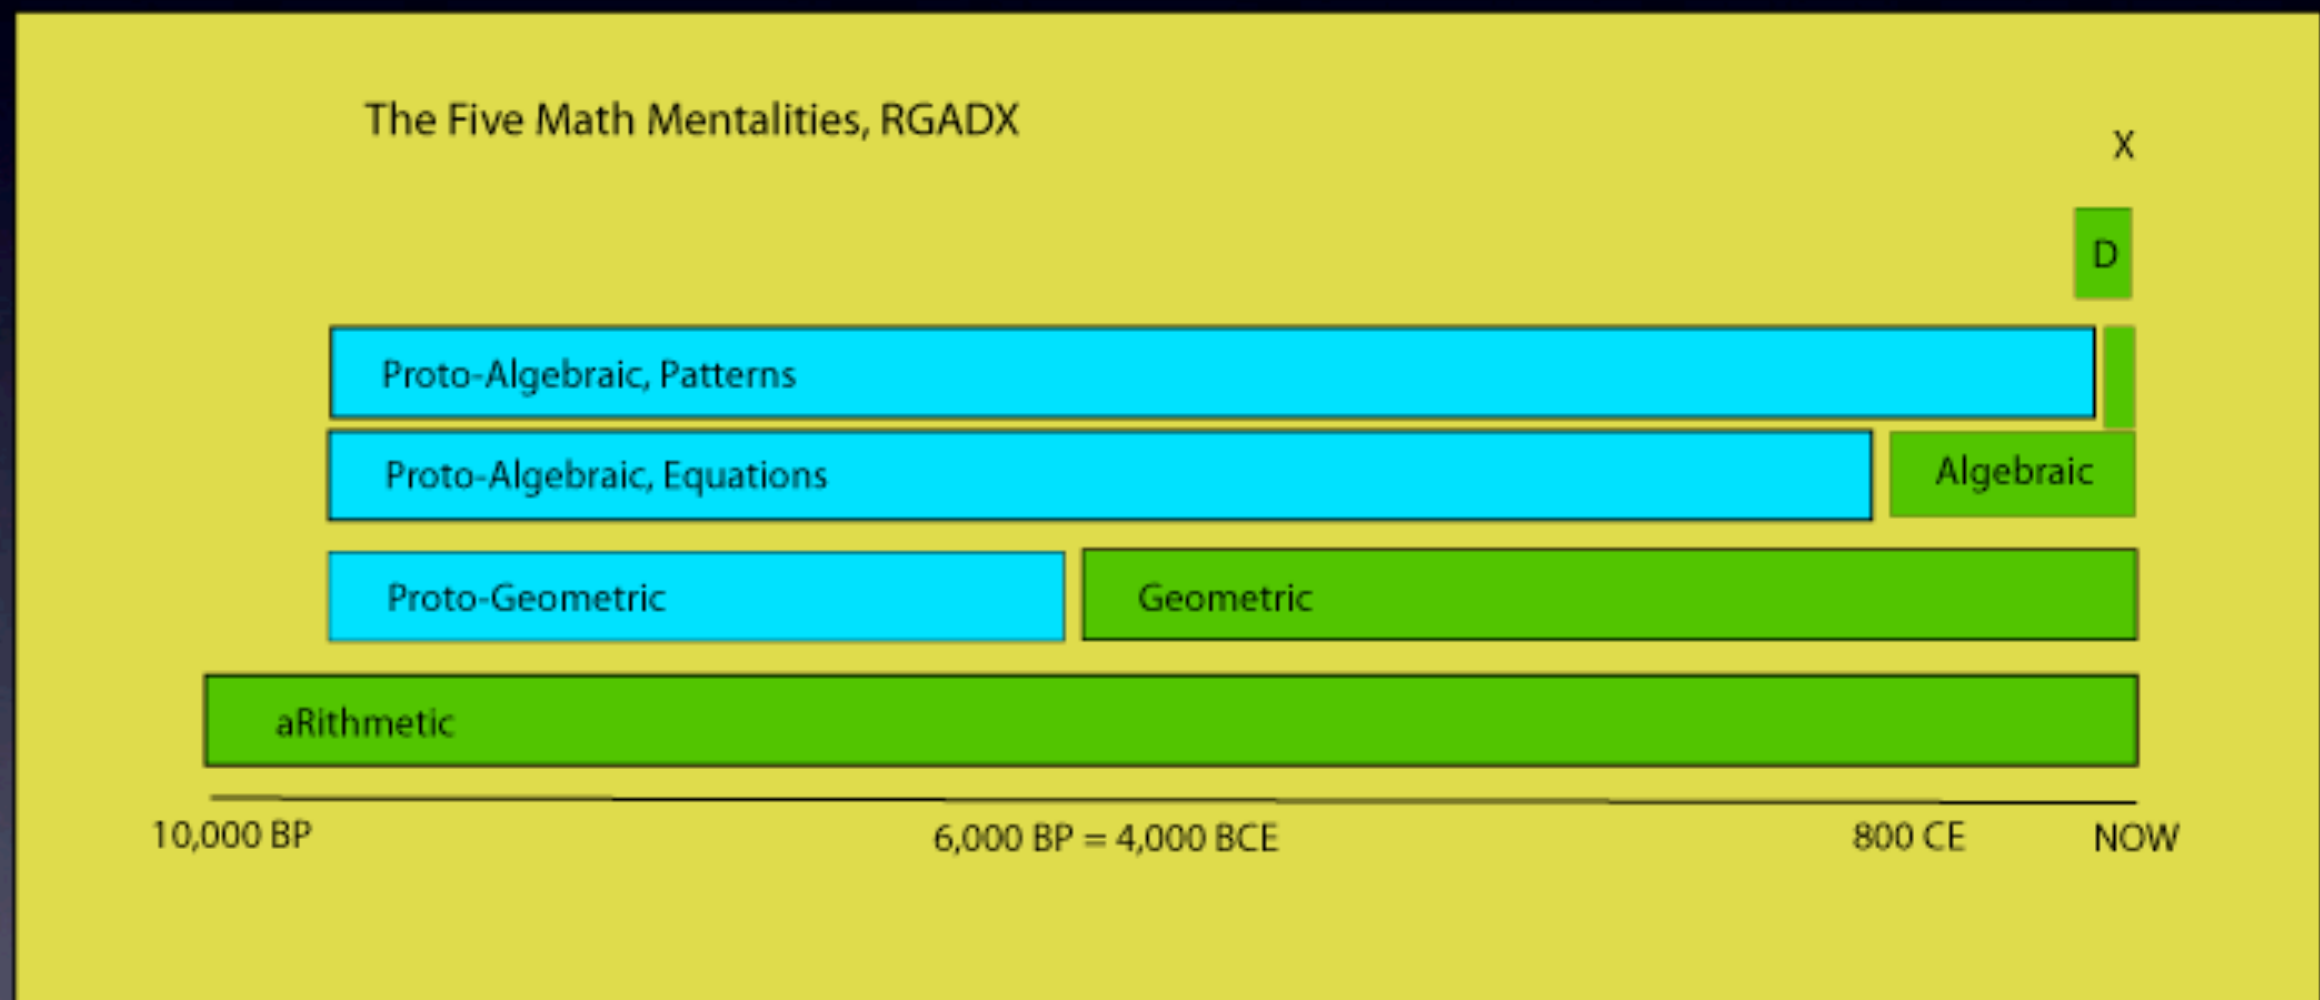 The Five Math Mentalities, RGADX
X
D
Proto-Algebraic, Patterns
Proto-Algebraic, Equations
Algebraic
Proto-Geometric
Geometric
aRithmetic
10,000 BP
6,000 BP = 4,000 BCE
800 CE
NOW